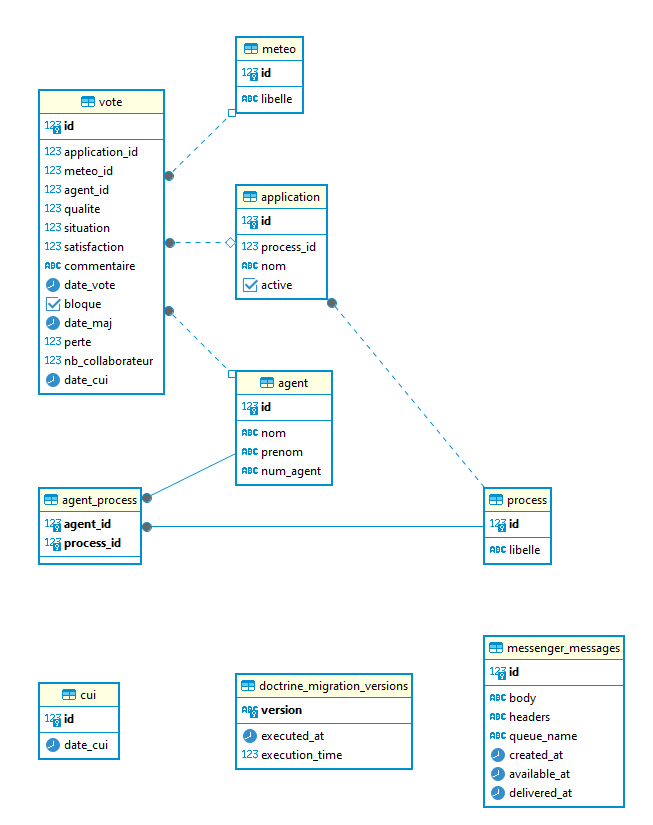 meteo
123 id
ABC libelle
vote
123 id
123 application_id
123 meteo_id
123 agent_id
123 qualite
123 situation
123 satisfaction
ABC commentaire
date_vote
bloque
date_maj
123 perte
123 nb_collaborateur
date_cui
application
123 id
123 process_id
ABC nom
active
agent
123 id
ABC nom
ABC prenom
ABC num_agent
agent_process
123 agent_id
123 process_id
process
123 id
ABC libelle
cui
123 id
date_cui
doctrine_migration_versions
ABC version
executed_at
123 execution_time
messenger_messages
123 id
ABC body
ABC headers
ABC queue_name
created_at
available_at
delivered_at